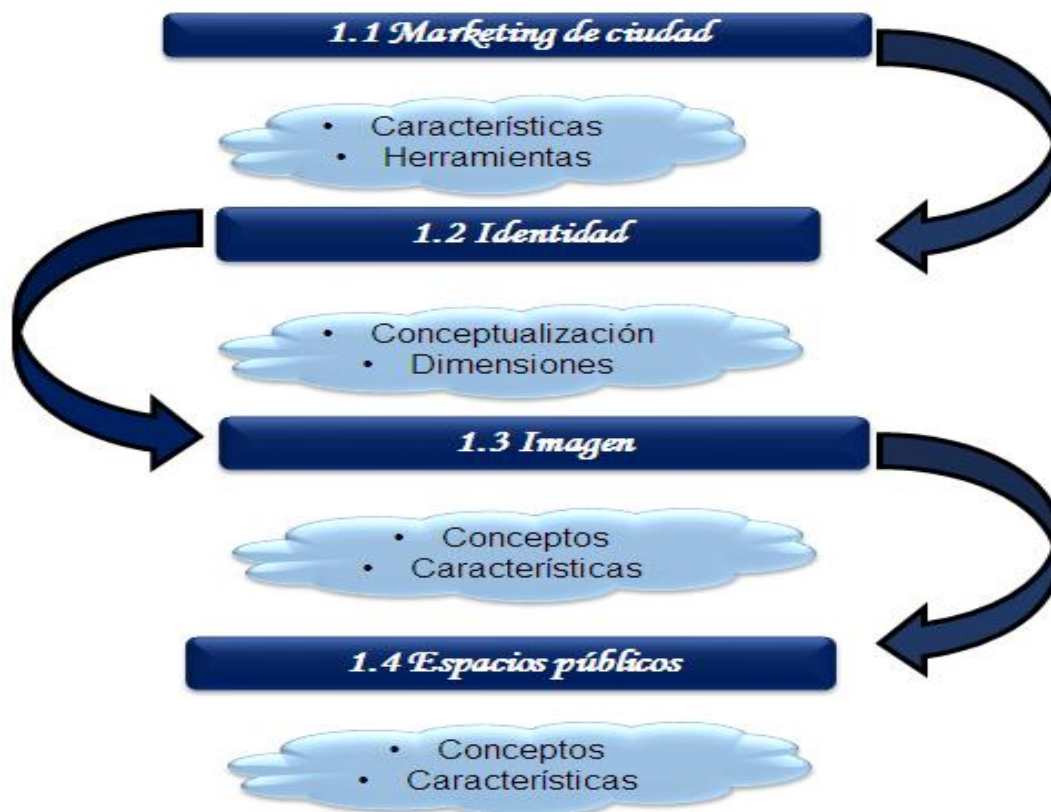 1.1 Marketing de ciudad
• Características
• Herramientas
1.2 Identidad
• Conceptualización
• Dimensiones
1.3 Imagen
• Conceptos
• Características
1.4 Espacios públicos
• Conceptos
• Características